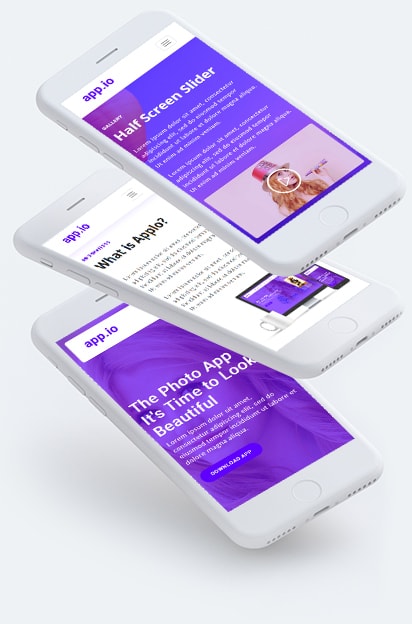 app.io
GALLERY
Half Screen Slider
Lorem ipsum dolor sit amet, consectetur
adipiscing elit, sed do eiusmod tempor
incididunt ut labore et dolore magna aliqua.
Ut enim ad minim veniam.
Lorem ipsum dolor sit amet, consectetur
adipiscing elit, sed do eiusmod tempor
incididunt ut labore et dolore magna aliqua.
Ut enim ad minim veniam.
app.io
What is AppIo?
app.io
The Photo App
It's Time to Look
Beautiful
Lorem ipsum dolor sit amet,
consectetur adipiscing elit, sed do
eiusmod tempor incididunt ut labore et
dolore magna aliqua.
DOWNLOAD APP